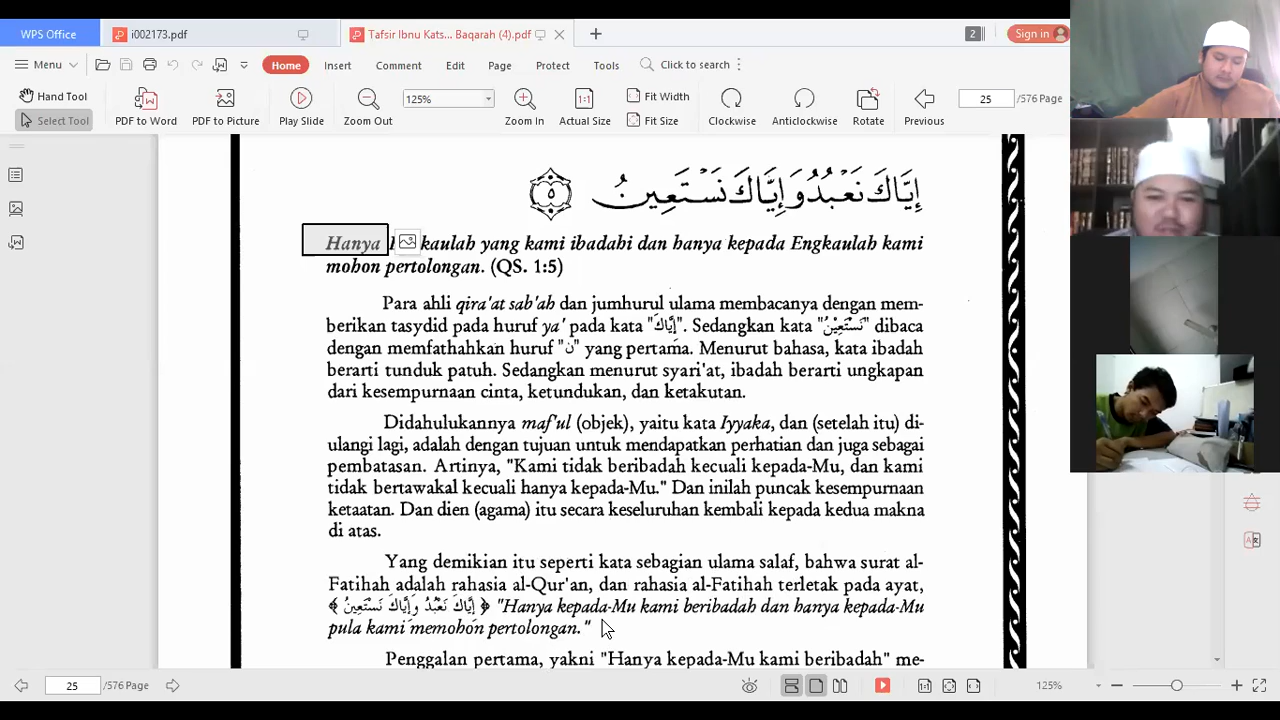 WPS Office
i002173.pdf
Tafsir Ibnu Kats... Baqarah (4).pdf
2
Sign in
Menu
Home
Insert
Comment
Edit
Page
Protect
Tools
Click to search
Hand Tool
Select Tool
PDF to Word
PDF to Picture
Play Slide
Zoom Out
125%
Zoom In
Actual Size
Fit Width
Fit Size
Clockwise
Anticlockwise
Rotate
Previous
25
/576 Page
إِيَّاكَ نَعْبُدُ وَإِيَّاكَ نَسْتَعِينُ ٥
Hanya kaulah yang kami ibadahi dan hanya kepada Engkaulah kami
mohon pertolongan. (QS. 1:5)
Para ahli qira'at sab'ah dan jumhurul ulama membacanya dengan mem-
berikan tasydid pada huruf ya' pada kata "إِيَّاكَ". Sedangkan kata "نَسْتَعِيْنُ" dibaca
dengan memfathahkan huruf "ن" yang pertama. Menurut bahasa, kata ibadah
berarti tunduk patuh. Sedangkan menurut syari'at, ibadah berarti ungkapan
dari kesempurnaan cinta, ketundukan, dan ketakutan.
Didahulukannya maf'ul (objek), yaitu kata Iyyaka, dan (setelah itu) di-
ulangi lagi, adalah dengan tujuan untuk mendapatkan perhatian dan juga sebagai
pembatasan. Artinya, "Kami tidak beribadah kecuali kepada-Mu, dan kami
tidak bertawakal kecuali hanya kepada-Mu." Dan inilah puncak kesempurnaan
ketaatan. Dan dien (agama) itu secara keseluruhan kembali kepada kedua makna
di atas.
Yang demikian itu seperti kata sebagian ulama salaf, bahwa surat al-
Fatihah adalah rahasia al-Qur'an, dan rahasia al-Fatihah terletak pada ayat,
﴿ إِيَّاكَ نَعْبُدُ وَإِيَّاكَ نَسْتَعِينُ ﴾ "Hanya kepada-Mu kami beribadah dan hanya kepada-Mu
pula kami memohon pertolongan."
Penggalan pertama, yakni "Hanya kepada-Mu kami beribadah" me-
25
/576 Page
125%